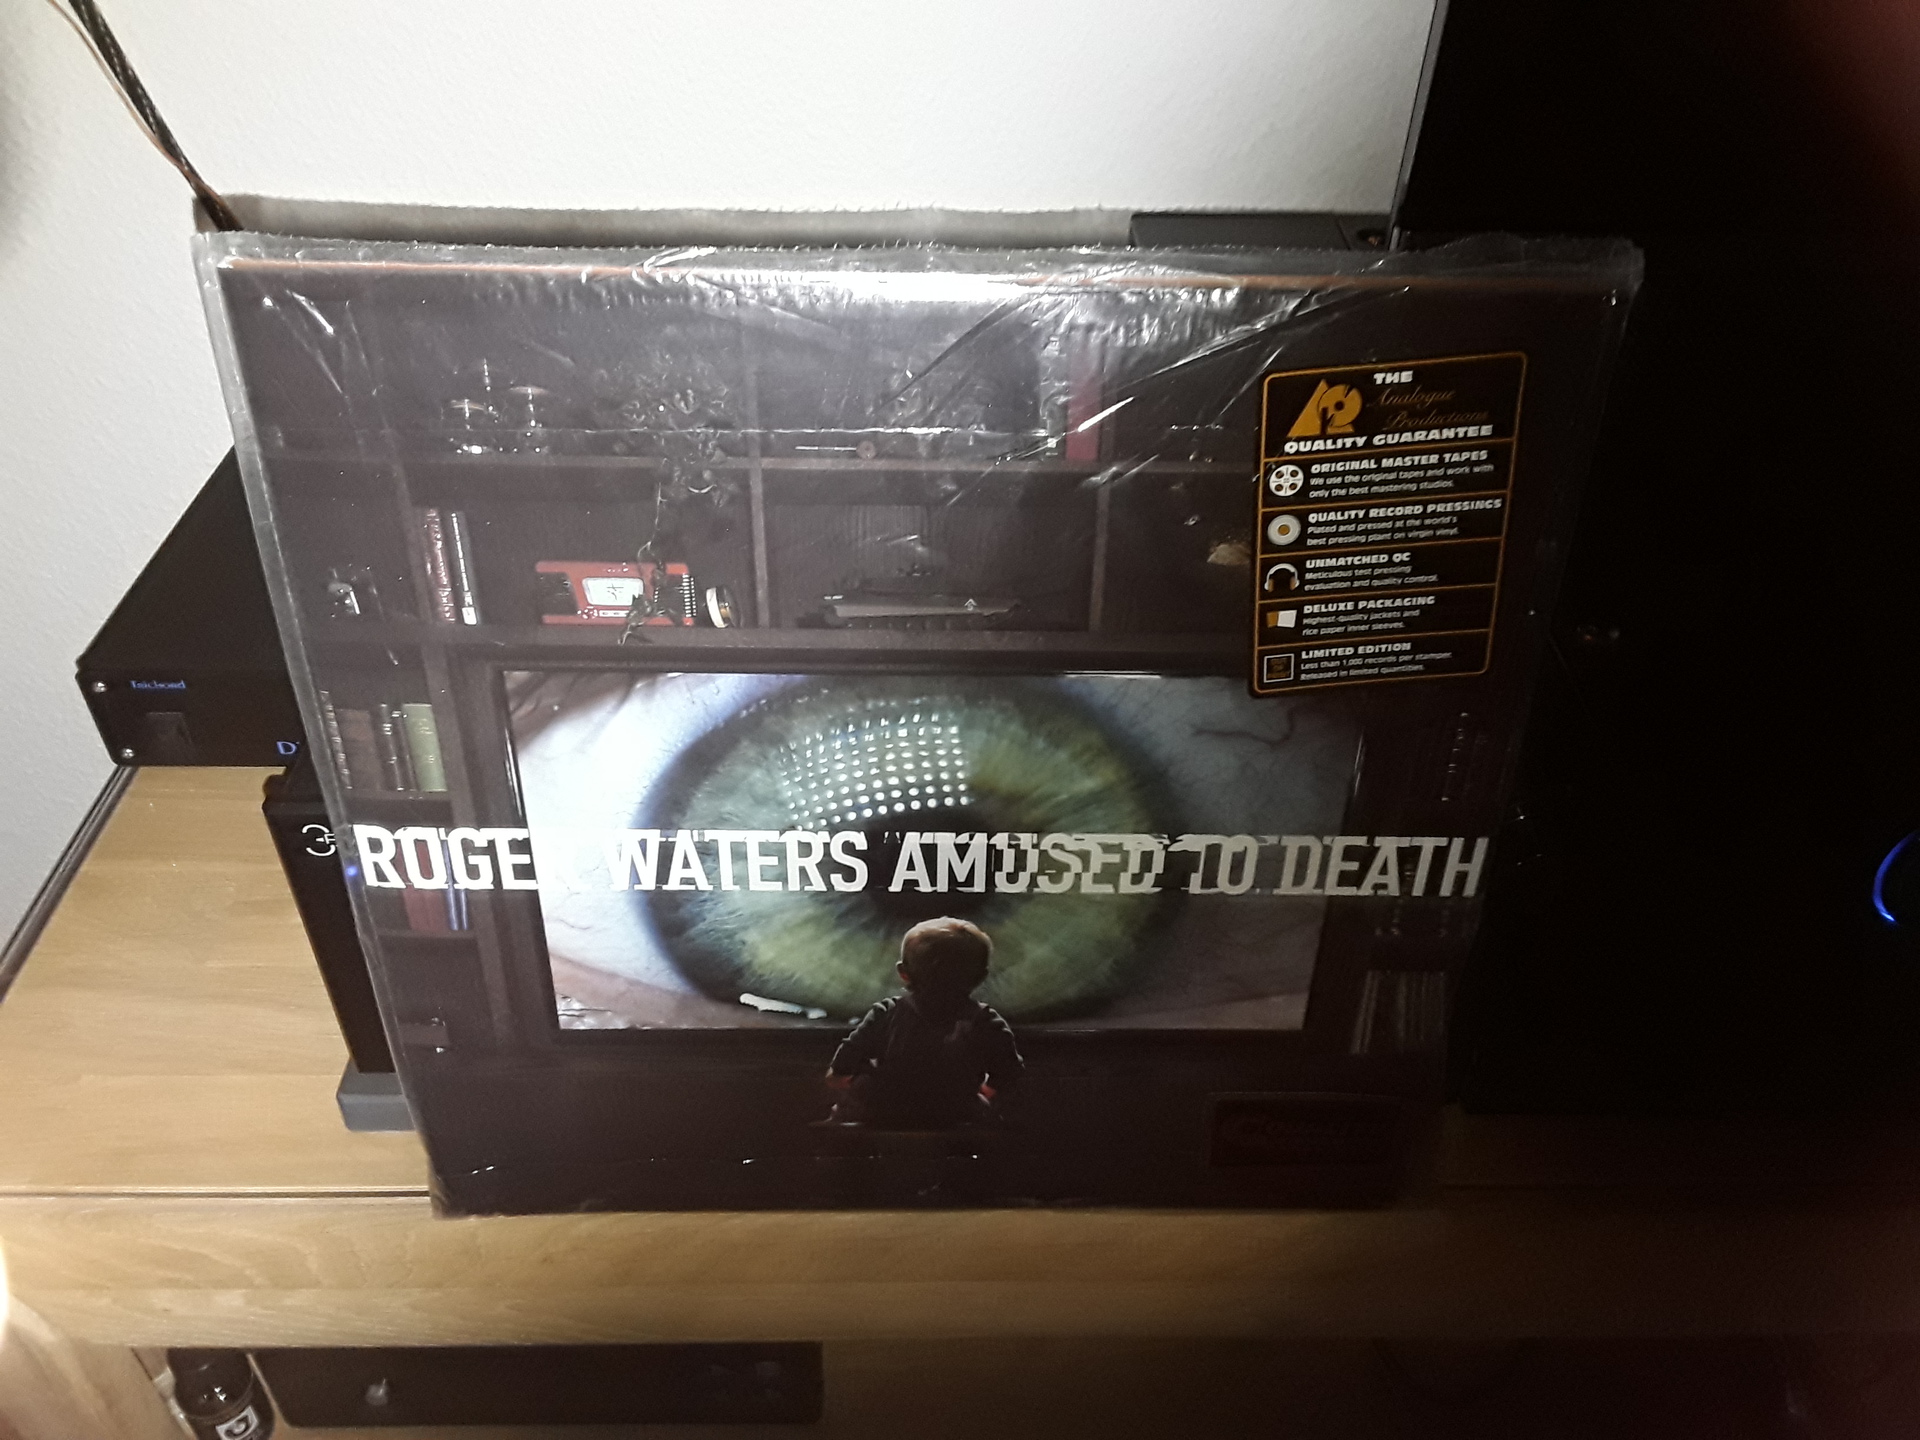 THE
Analogue
Productions
QUALITY GUARANTEE
ORIGINAL MASTER TAPES
We use the original tapes and work with
only the best mastering studios.
QUALITY RECORD PRESSINGS
Plated and pressed at the world's
best pressing plant on virgin vinyl.
UNMATCHED QC
Meticulous test pressing
evaluation and quality control.
DELUXE PACKAGING
Highest-quality jackets and
rice paper inner sleeves.
LIMITED EDITION
Less than 1,000 records per stamper.
Released in limited quantities.
Trichord
D
ROGER WATERS AMUSED TO DEATH